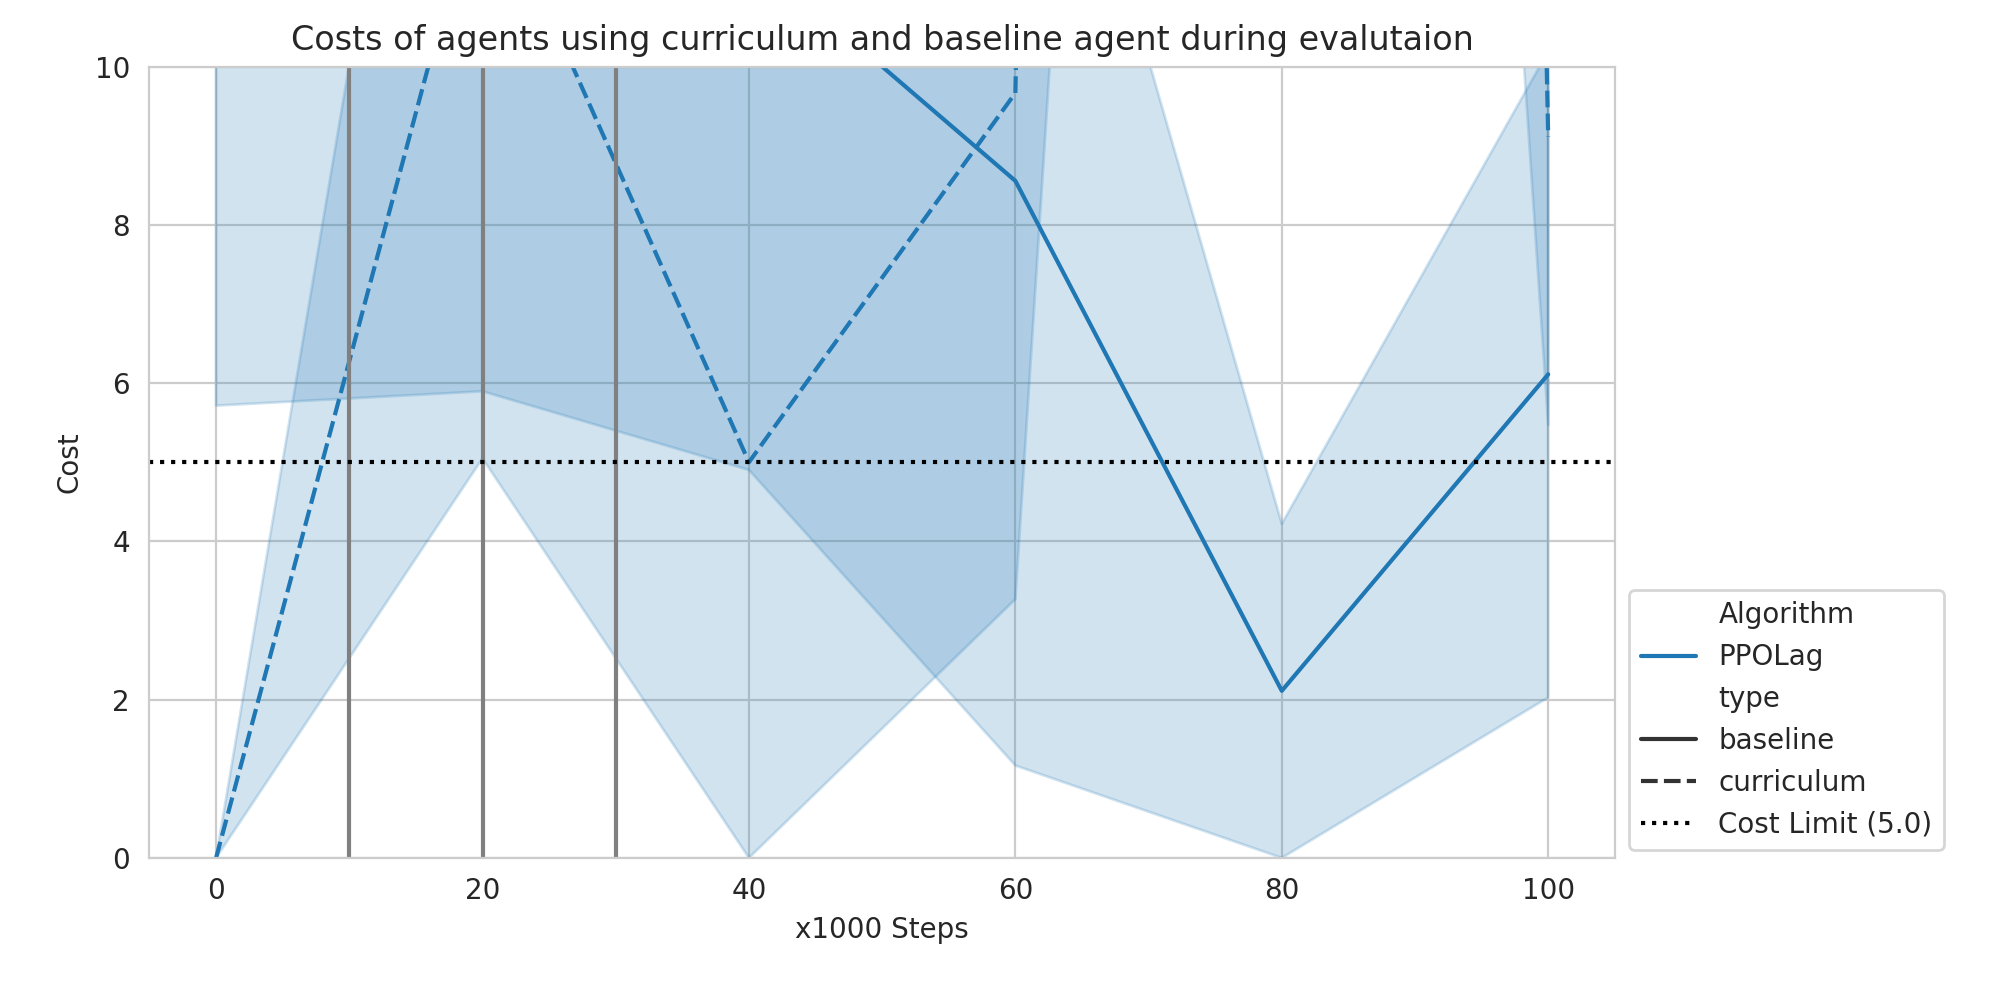 Costs of agents using curriculum and baseline agent during evalutaion
10
8
6
4
2
0
Cost
0 20 40 60 80 100
x1000 Steps
Algorithm
PPOLag
type
baseline
curriculum
Cost Limit (5.0)